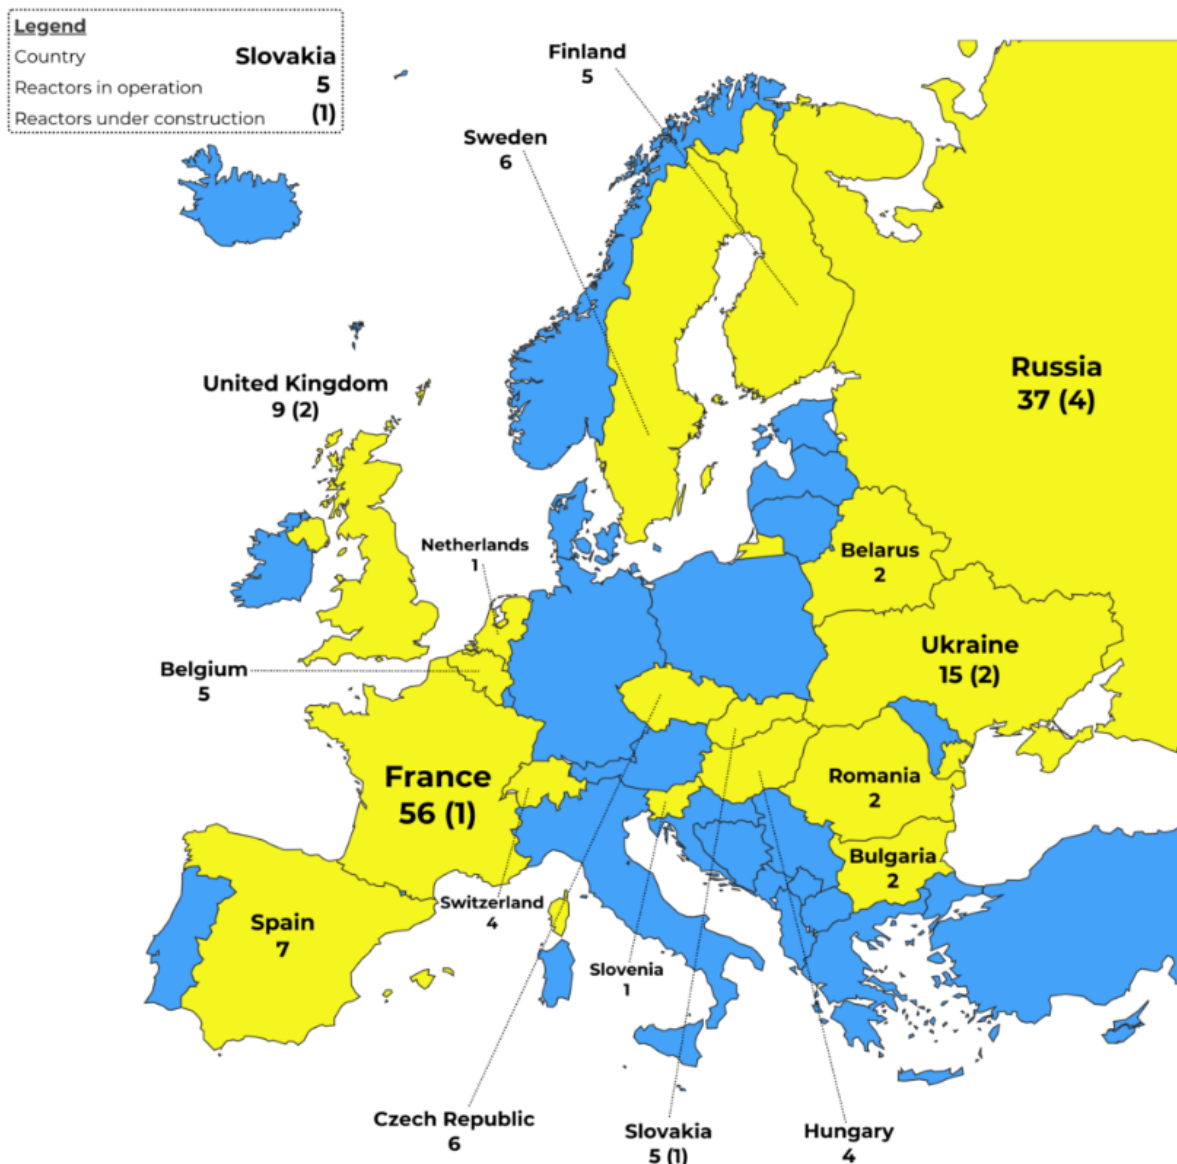 Legend
Country Slovakia
Reactors in operation 5
Reactors under construction (1)
Finland
5
Sweden
6
United Kingdom
9 (2)
Russia
37 (4)
Netherlands
1
Belarus
2
Belgium
5
Ukraine
15 (2)
France
56 (1)
Romania
2
Bulgaria
2
Switzerland
4
Spain
7
Slovenia
1
Czech Republic
6
Slovakia
5 (1)
Hungary
4